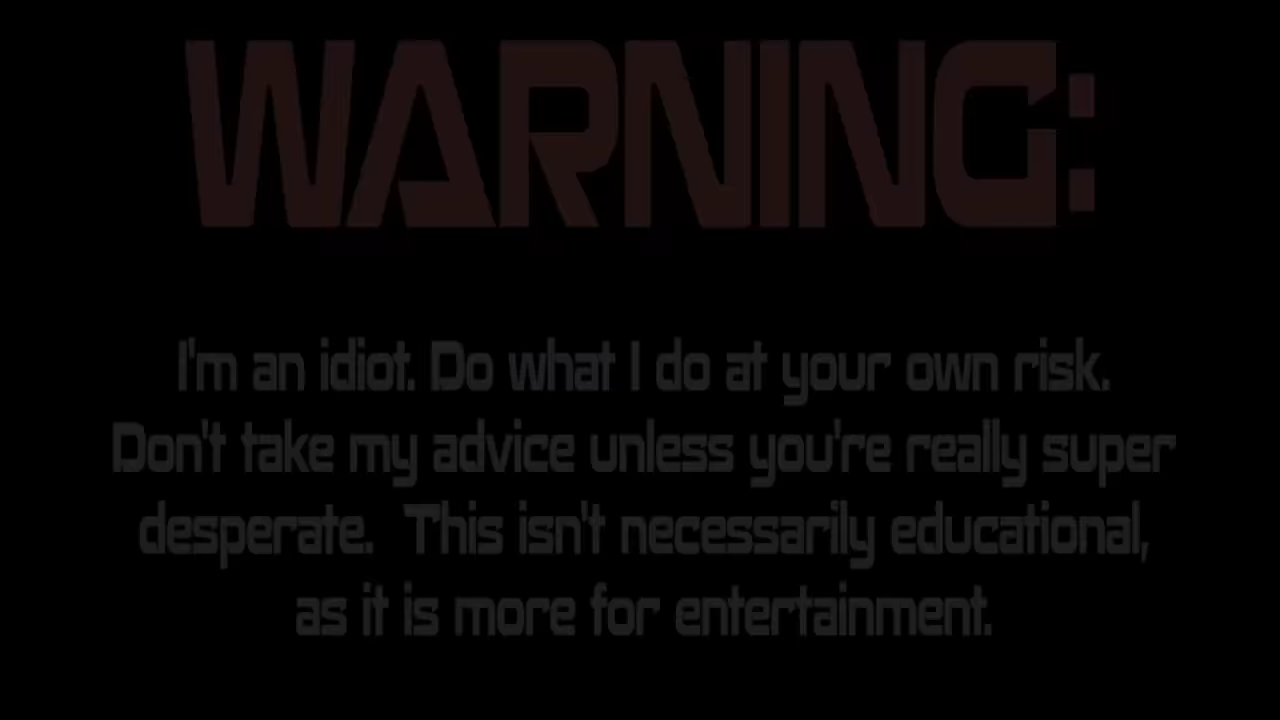 WARNING:
I'm an idiot. Do what I do at your own risk.
Don't take my advice unless you're really super
desperate.  This isn't necessarily educational,
as it is more for entertainment.